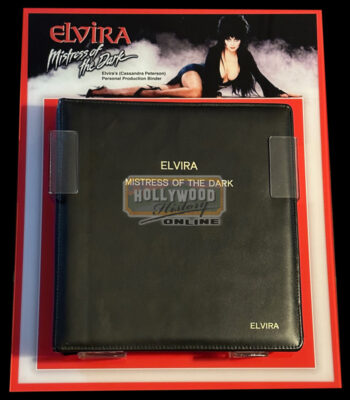 ELVIRA
Mistress of
the Dark
Elvira's (Cassandra Peterson)
Personal Production Binder
ELVIRA
MISTRESS OF THE DARK
HOLLYWOOD
History
ONLINE
ELVIRA